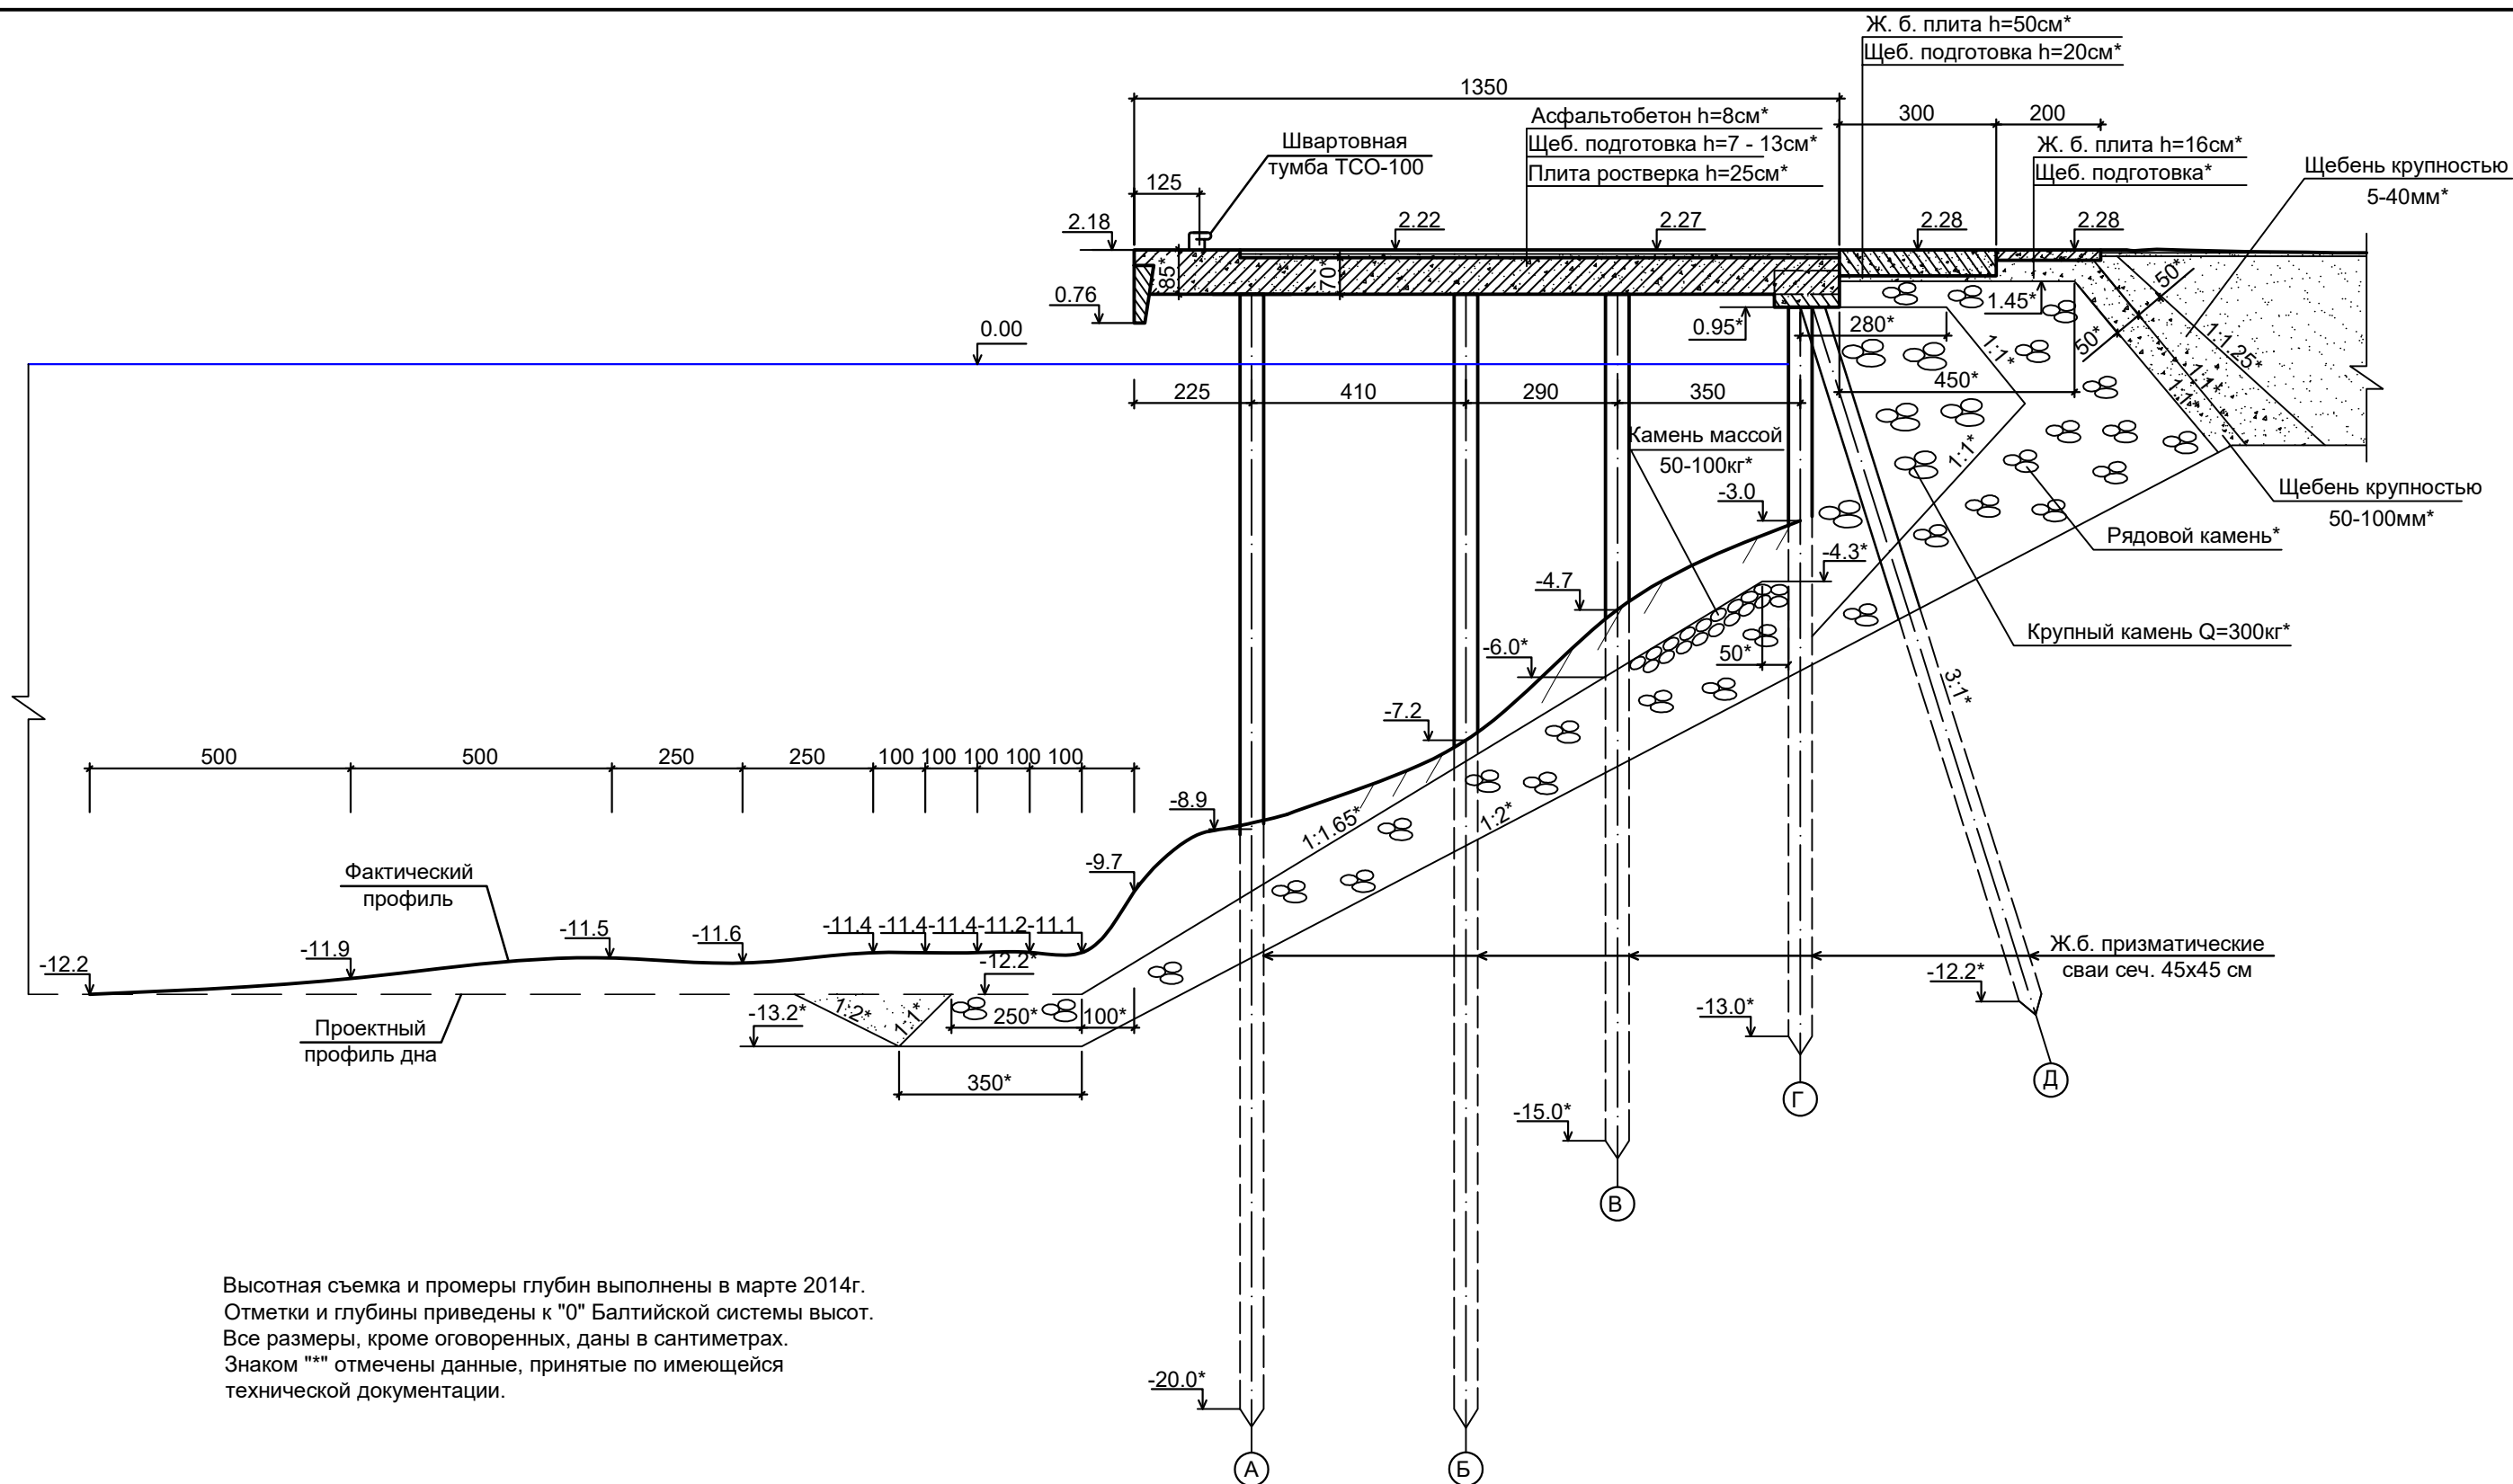 Ж. б. плита h=50см*
Щеб. подготовка h=20см*
1350
Асфальтобетон h=8см*
Щеб. подготовка h=7 - 13см*
Плита ростверка h=25см*
300
200
Швартовная
тумба ТСО-100
Ж. б. плита h=16см*
Щеб. подготовка*
Щебень крупностью
5-40мм*
125
2.18
2.22
2.27
2.28
2.28
85*
70*
50*
0.76
1.45*
0.00
0.95*
280*
50*
1:1*
1:1.25*
1:1*
1:1*
225
410
290
350
450*
Камень массой
50-100кг*
1:1*
-3.0
Щебень крупностью
50-100мм*
Рядовой камень*
-4.3*
-4.7
Крупный камень Q=300кг*
-6.0*
50*
3:1*
-7.2
500
500
250
250
100
100
100
100
100
-8.9
1:1.65*
1:2*
-9.7
Фактический
профиль
-11.4
-11.4
-11.4
-11.2
-11.1
-11.5
-11.6
-11.9
-12.2
-12.2*
Ж.б. призматические
сваи сеч. 45х45 см
-12.2*
-13.2*
1:2*
1:1*
250*
100*
-13.0*
Проектный
профиль дна
350*
Д
Г
-15.0*
В
Высотная съемка и промеры глубин выполнены в марте 2014г.
Отметки и глубины приведены к "0" Балтийской системы высот.
Все размеры, кроме оговоренных, даны в сантиметрах.
Знаком "*" отмечены данные, принятые по имеющейся
технической документации.
-20.0*
А
Б